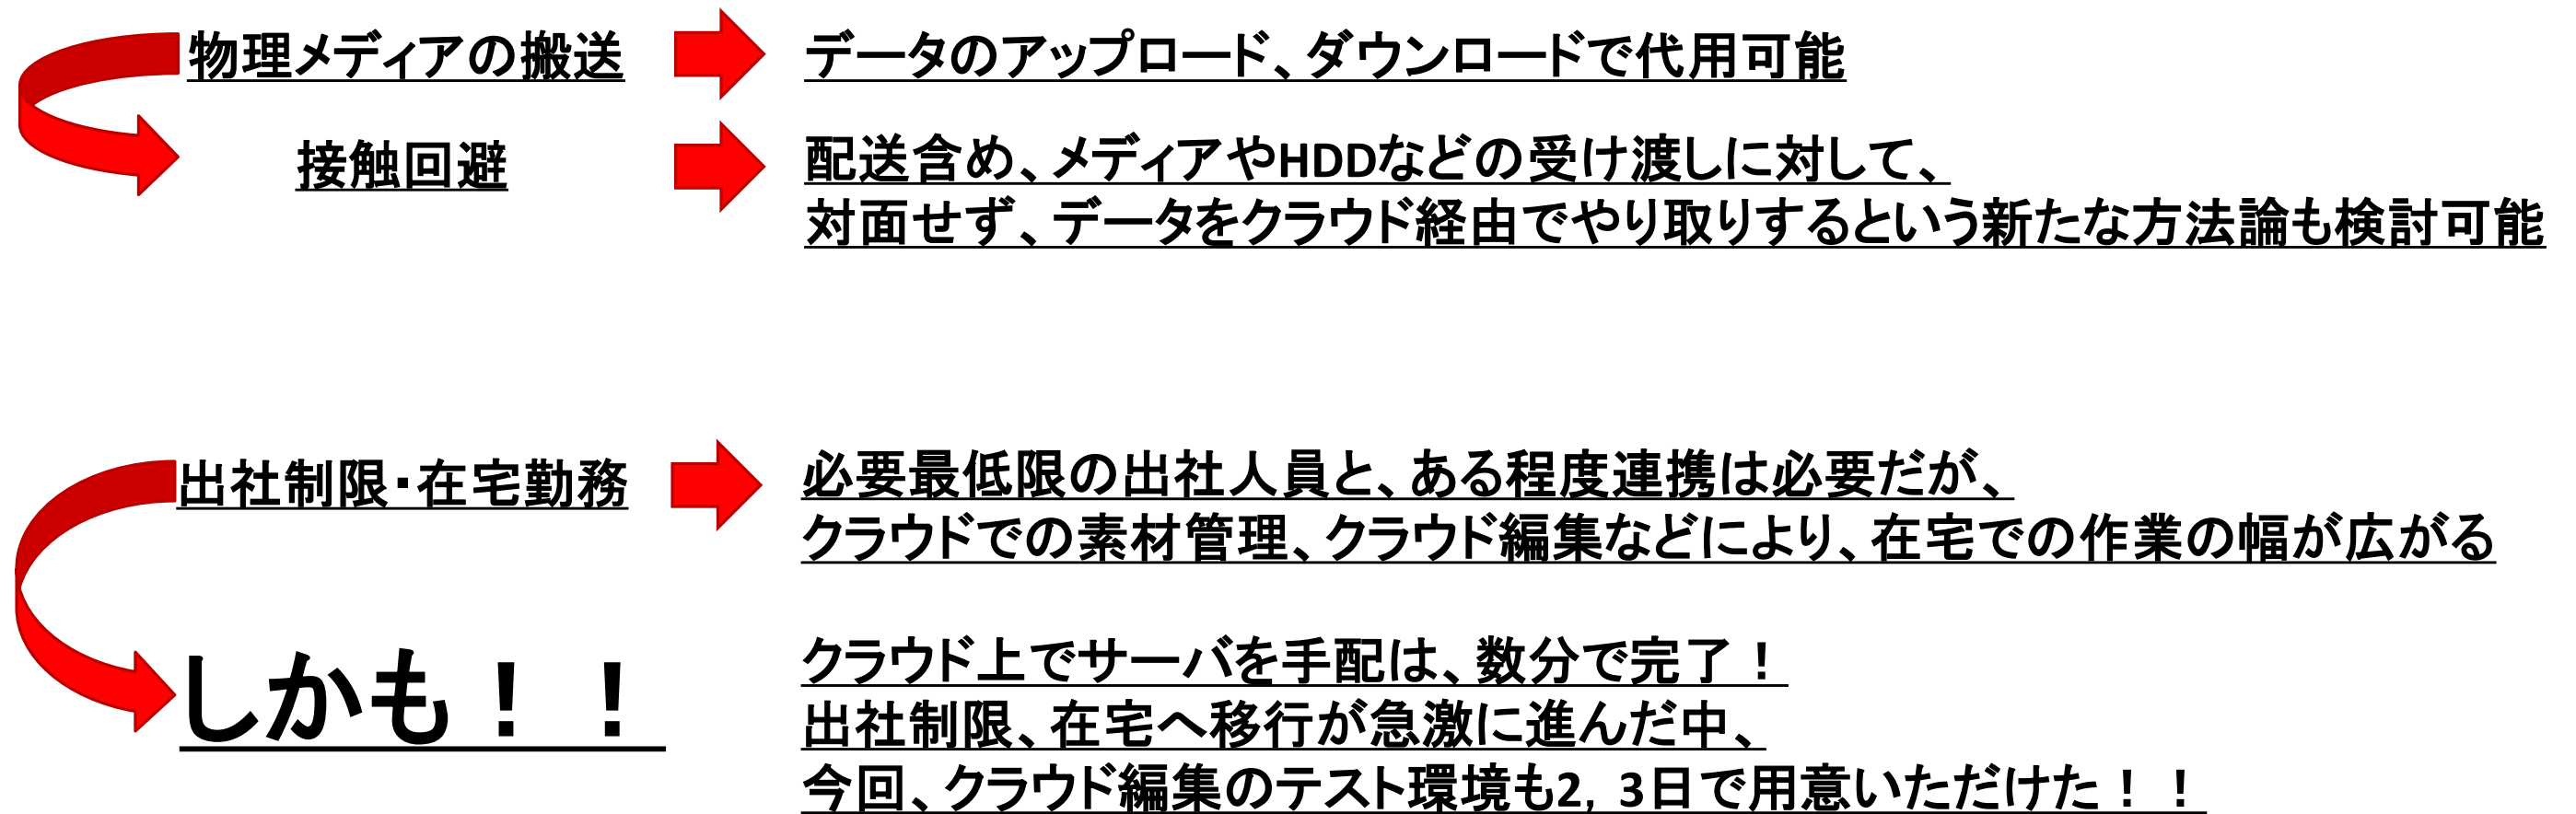 物理メディアの搬送
データのアップロード、ダウンロードで代用可能
接触回避
配送含め、メディアやHDDなどの受け渡しに対して、
対面せず、データをクラウド経由でやり取りするという新たな方法論も検討可能
出社制限・在宅勤務
必要最低限の出社人員と、ある程度連携は必要だが、
クラウドでの素材管理、クラウド編集などにより、在宅での作業の幅が広がる
しかも！！
クラウド上でサーバを手配は、数分で完了！
出社制限、在宅へ移行が急激に進んだ中、
今回、クラウド編集のテスト環境も2，3日で用意いただけた！！